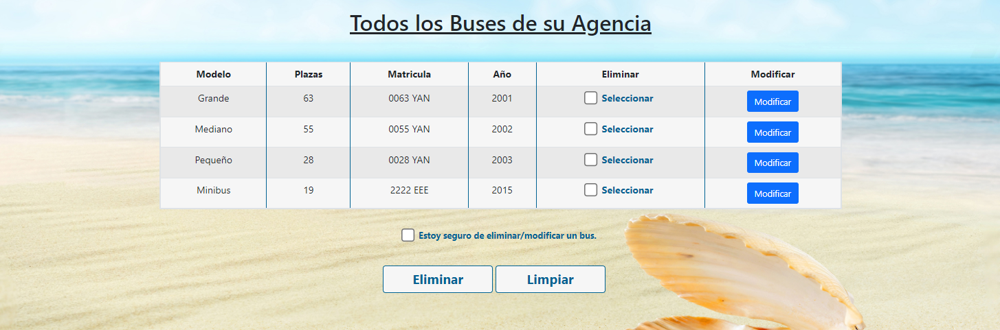 Todos los Buses de su Agencia
Modelo Plazas Matricula Año Eliminar Modificar
Grande 63 0063 YAN 2001 Seleccionar Modificar
Mediano 55 0055 YAN 2002 Seleccionar Modificar
Pequeño 28 0028 YAN 2003 Seleccionar Modificar
Minibus 19 2222 EEE 2015 Seleccionar Modificar
Estoy seguro de eliminar/modificar un bus.
Eliminar Limpiar